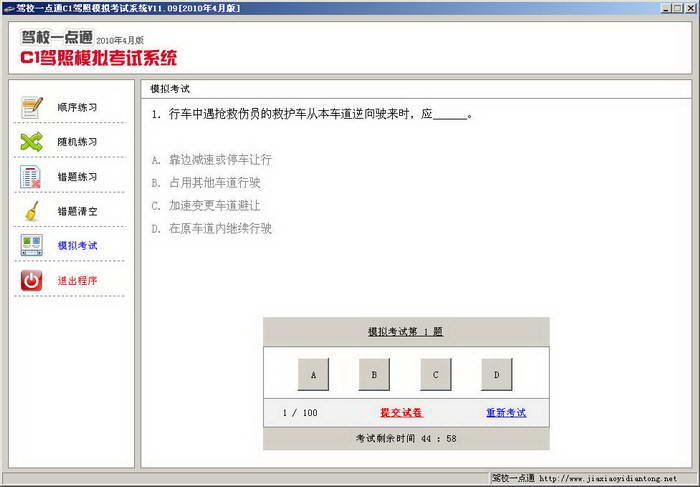 驾校一点通C1驾照模拟考试系统V11.09[2010年4月版]
驾校一点通 2010年4月版
C1驾照模拟考试系统
顺序练习
随机练习
错题练习
错题清空
模拟考试
退出程序
模拟考试
1. 行车中遇抢救伤员的救护车从本车道逆向驶来时，应______。
A. 靠边减速或停车让行
B. 占用其他车道行驶
C. 加速变更车道避让
D. 在原车道内继续行驶
模拟考试第 1 题
A B C D
1 / 100 提交试卷 重新考试
考试剩余时间 44 : 58
驾校一点通 http://www.jiaxiaoyidiantong.net